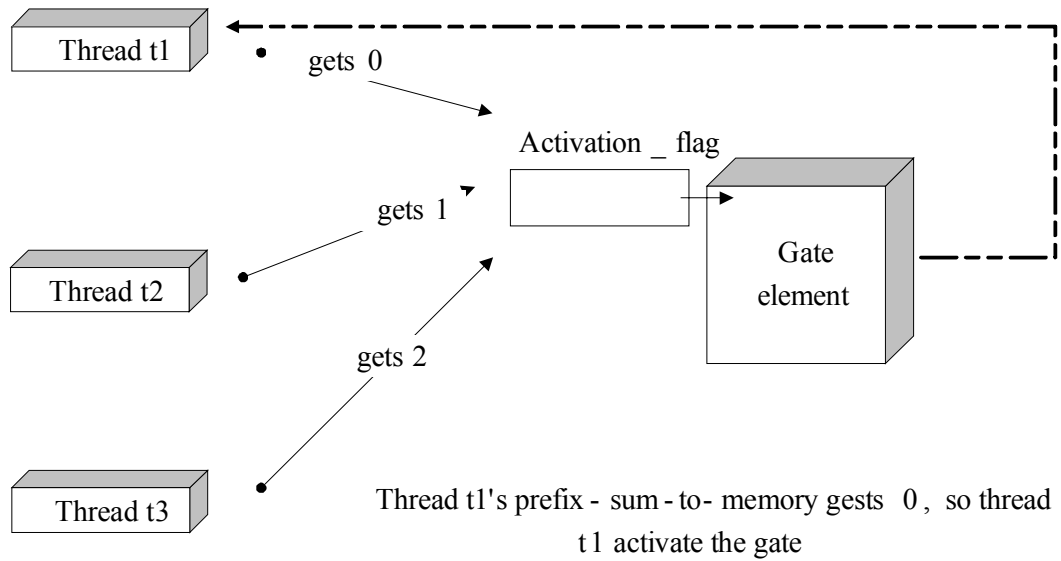 Thread t1
gets 0
Activation _ flag
gets 1
Gate
element
Thread t2
gets 2
Thread t3
Thread t1's prefix - sum - to- memory gests 0 , so thread
t1 activate the gate